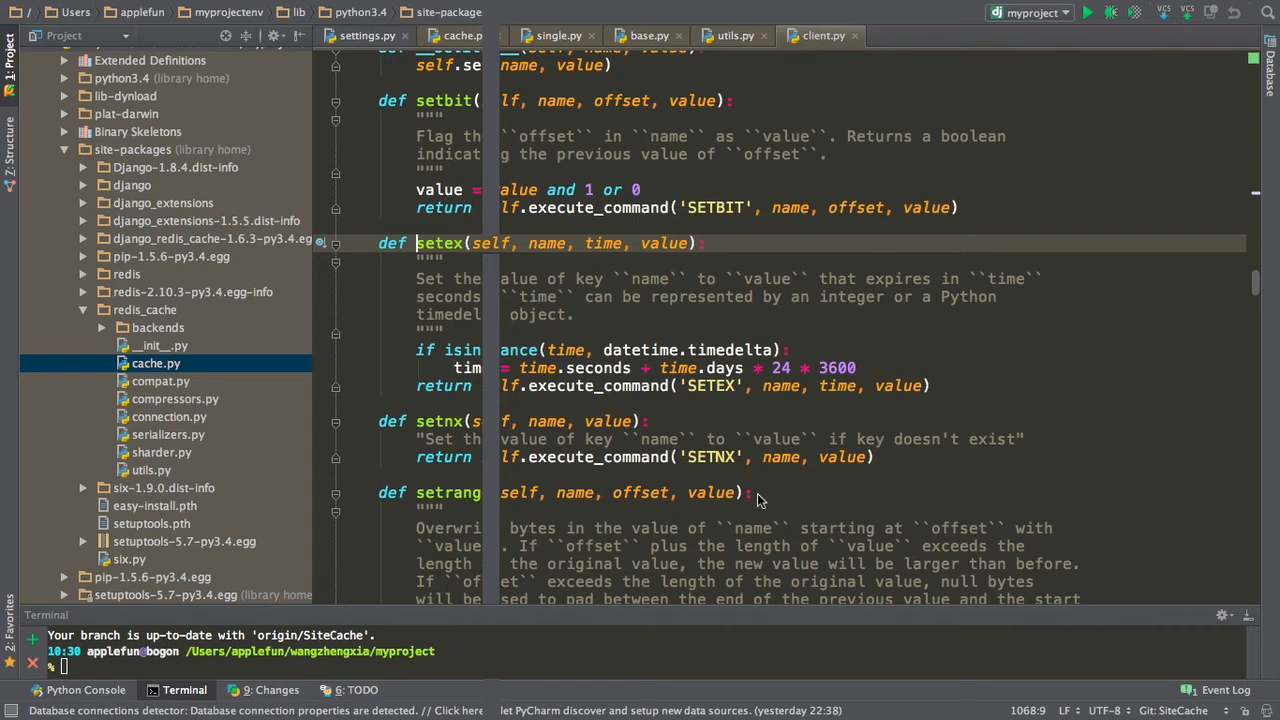 / Users applefun myprojectenv lib python3.4 site-package myproject
Project
settings.py cache.p single.py base.py utils.py client.py
1: Project
Z: Structure
2: Favorites
Database
Extended Definitions
python3.4 (library home)
lib-dynload
plat-darwin
Binary Skeletons
site-packages (library home)
Django-1.8.4.dist-info
django
django_extensions
django_extensions-1.5.5.dist-info
django_redis_cache-1.6.3-py3.4.eg
pip-1.5.6-py3.4.egg
redis
redis-2.10.3-py3.4.egg-info
redis_cache
backends
__init__.py
cache.py
compat.py
compressors.py
connection.py
serializers.py
sharder.py
utils.py
six-1.9.0.dist-info
easy-install.pth
setuptools.pth
setuptools-5.7-py3.4.egg
six.py
pip-1.5.6-py3.4.egg
setuptools-5.7-py3.4.egg (library home)
self.se name, value)
def setbit( lf, name, offset, value):
"""
Flag th ``offset`` in ``name`` as ``value``. Returns a boolean
indicati g the previous value of ``offset``.
"""
value = value and 1 or 0
return lf.execute_command('SETBIT', name, offset, value)
def setex(self, name, time, value):
"""
Set the alue of key ``name`` to ``value`` that expires in ``time``
seconds ``time`` can be represented by an integer or a Python
timedel object.
"""
if isin ance(time, datetime.timedelta):
tim = time.seconds + time.days * 24 * 3600
return lf.execute_command('SETEX', name, time, value)
def setnx(s f, name, value):
"Set th value of key ``name`` to ``value`` if key doesn't exist"
return lf.execute_command('SETNX', name, value)
def setrang self, name, offset, value):
"""
Overwri bytes in the value of ``name`` starting at ``offset`` with
``value . If ``offset`` plus the length of ``value`` exceeds the
length the original value, the new value will be larger than before.
If ``of t`` exceeds the length of the original value, null bytes
will be sed to pad between the end of the previous value and the start
Terminal
Your branch is up-to-date with 'origin/SiteCache'.
10:30 applefun@bogon /Users/applefun/wangzhengxia/myproject
%
Python Console Terminal 9: Changes 6: TODO Event Log
Database connections detector: Database connection properties are detected. // Click here let PyCharm discover and setup new data sources. (yesterday 22:38) 1068:9 LF UTF-8 Git: SiteCache